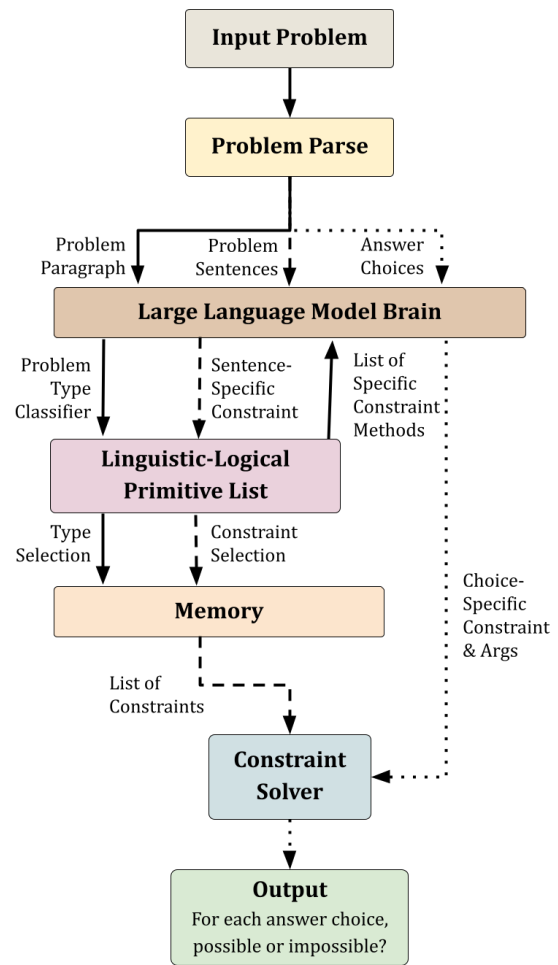 Input Problem
Problem Parse
Problem
Paragraph
Problem
Sentences
Answer
Choices
Large Language Model Brain
Problem
Type
Classifier
Sentence-
Specific
Constraint
List of
Specific
Constraint
Methods
Linguistic-Logical
Primitive List
Type
Selection
Constraint
Selection
Choice-
Specific
Constraint
& Args
Memory
List of
Constraints
Constraint
Solver
Output
For each answer choice,
possible or impossible?